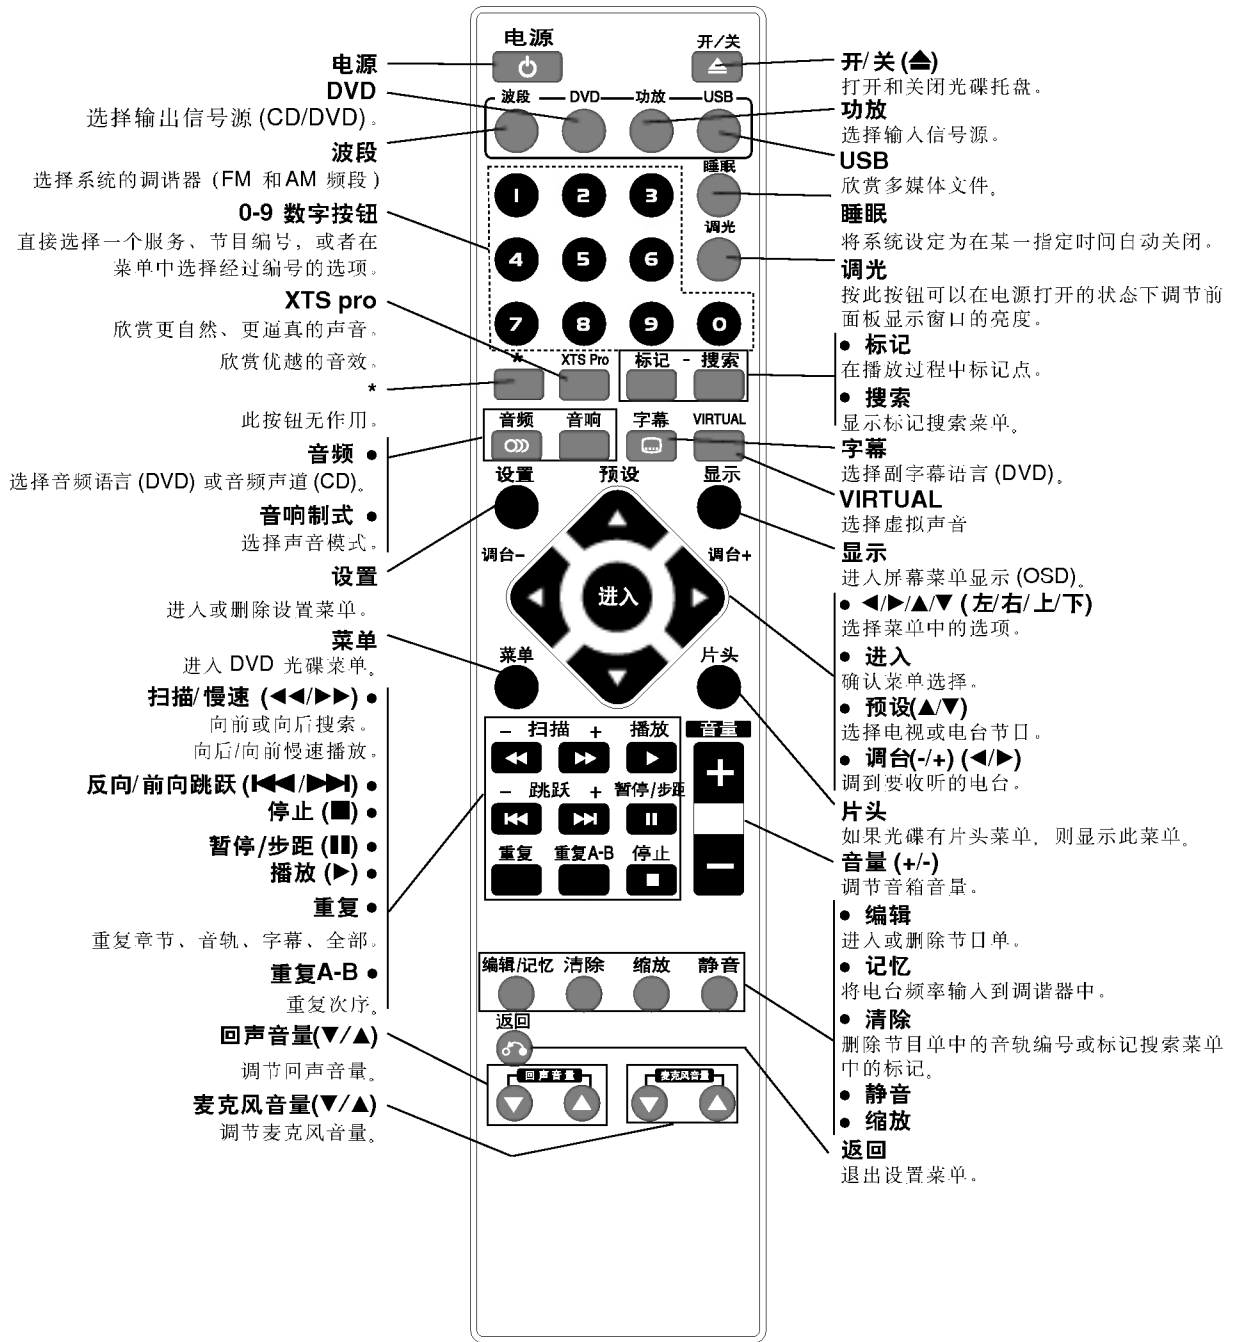 电源
DVD
选择输出信号源 (CD/DVD)。
波段
选择系统的调谐器 (FM 和AM 频段)
0-9 数字按钮
直接选择一个服务、节目编号，或者在
菜单中选择经过编号的选项。
XTS pro
欣赏更自然、更逼真的声音。
欣赏优越的音效。
*
此按钮无作用。
音频 ●
选择音频语言 (DVD) 或音频声道 (CD)。
音响制式 ●
选择声音模式。
设置
进入或删除设置菜单。
菜单
进入 DVD 光碟菜单。
扫描/慢速 (◀◀/▶▶) ●
向前或向后搜索。
向后/向前慢速播放。
反向/前向跳跃 (I◀◀/▶▶I) ●
停止 (■) ●
暂停/步距 (II) ●
播放 (▶) ●
重复 ●
重复章节、音轨、字幕、全部。
重复A-B ●
重复次序。
回声音量(▼/▲)
调节回声音量。
麦克风音量(▼/▲)
调节麦克风音量。
电源
开/关
波段 DVD 功放 USB
睡眠
1 2 3
调光
4 5 6
7 8 9 0
* XTS Pro 标记 - 搜索
音频 音响 字幕 VIRTUAL
设置 预设 显示
调台- 调台+
进入
菜单 片头
- 扫描 + 播放 音量
+
- 跳跃 + 暂停/步距
重复 重复A-B 停止
-
编辑/记忆 清除 缩放 静音
返回
回声音量 麦克风音量
开/关 (⏏)
打开和关闭光碟托盘。
功放
选择输入信号源。
USB
欣赏多媒体文件。
睡眠
将系统设定为在某一指定时间自动关闭。
调光
按此按钮可以在电源打开的状态下调节前
面板显示窗口的亮度。
● 标记
在播放过程中标记点。
● 搜索
显示标记搜索菜单。
字幕
选择副字幕语言 (DVD)。
VIRTUAL
选择虚拟声音
显示
进入屏幕菜单显示 (OSD)。
● ◀/▶/▲/▼ (左/右/上/下)
选择菜单中的选项。
● 进入
确认菜单选择。
● 预设(▲/▼)
选择电视或电台节目。
● 调台(-/+) (◀/▶)
调到要收听的电台。
片头
如果光碟有片头菜单，则显示此菜单。
音量 (+/-)
调节音箱音量。
● 编辑
进入或删除节目单。
● 记忆
将电台频率输入到调谐器中。
● 清除
删除节目单中的音轨编号或标记搜索菜单
中的标记。
● 静音
● 缩放
返回
退出设置菜单。